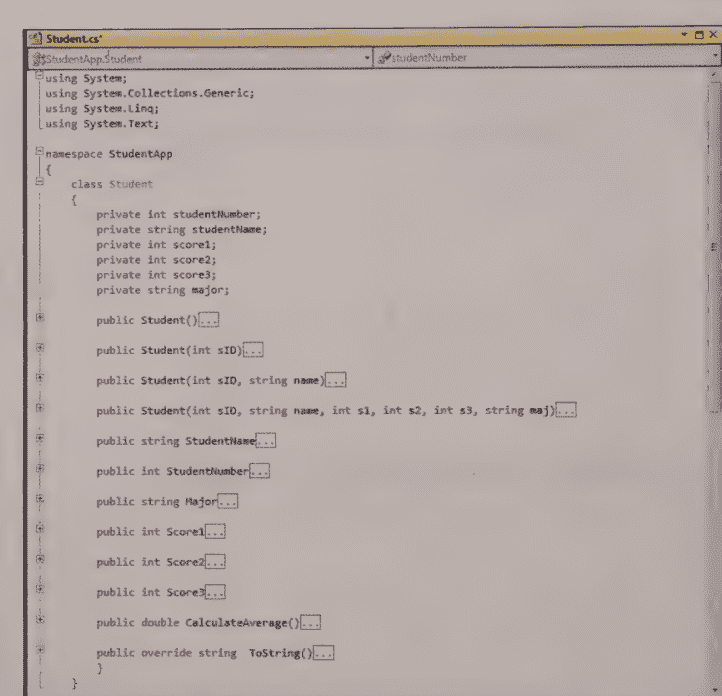 Student.cs*
StudentApp.Student studentNumber
using System;
using System.Collections.Generic;
using System.Linq;
using System.Text;
namespace StudentApp
{
class Student
{
private int studentNumber;
private string studentName;
private int score1;
private int score2;
private int score3;
private string major;
public Student()...
public Student(int sID)...
public Student(int sID, string name)...
public Student(int sID, string name, int s1, int s2, int s3, string maj)...
public string StudentName...
public int StudentNumber...
public string Major...
public int Score1...
public int Score2...
public int Score3...
public double CalculateAverage()...
public override string ToString()...
}
}